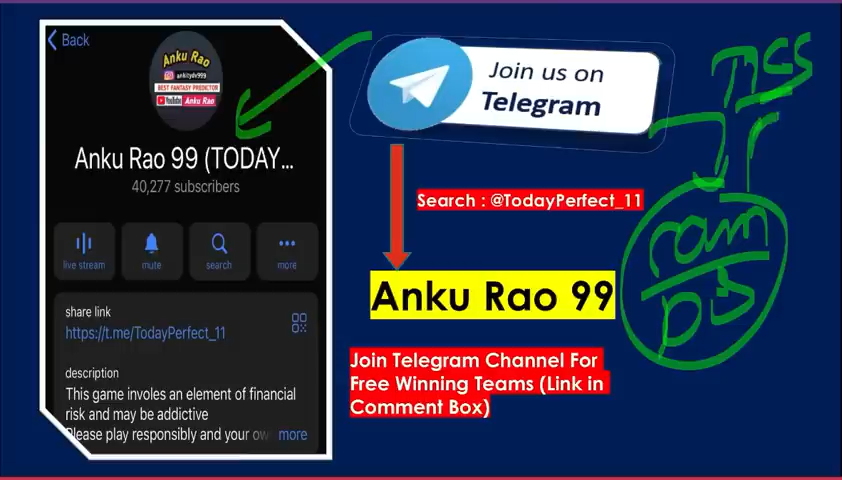 Back
Anku Rao
ankitydv999
BEST FANTASY PREDICTOR
YouTube Anku Rao
Anku Rao 99 (TODAY...
40,277 subscribers
live stream
mute
search
more
share link
https://t.me/TodayPerfect_11
description
This game involes an element of financial
risk and may be addictive
Please play responsibly and your ow more
Join us on
Telegram
Search : @TodayPerfect_11
Anku Rao 99
Join Telegram Channel For
Free Winning Teams (Link in
Comment Box)
ram